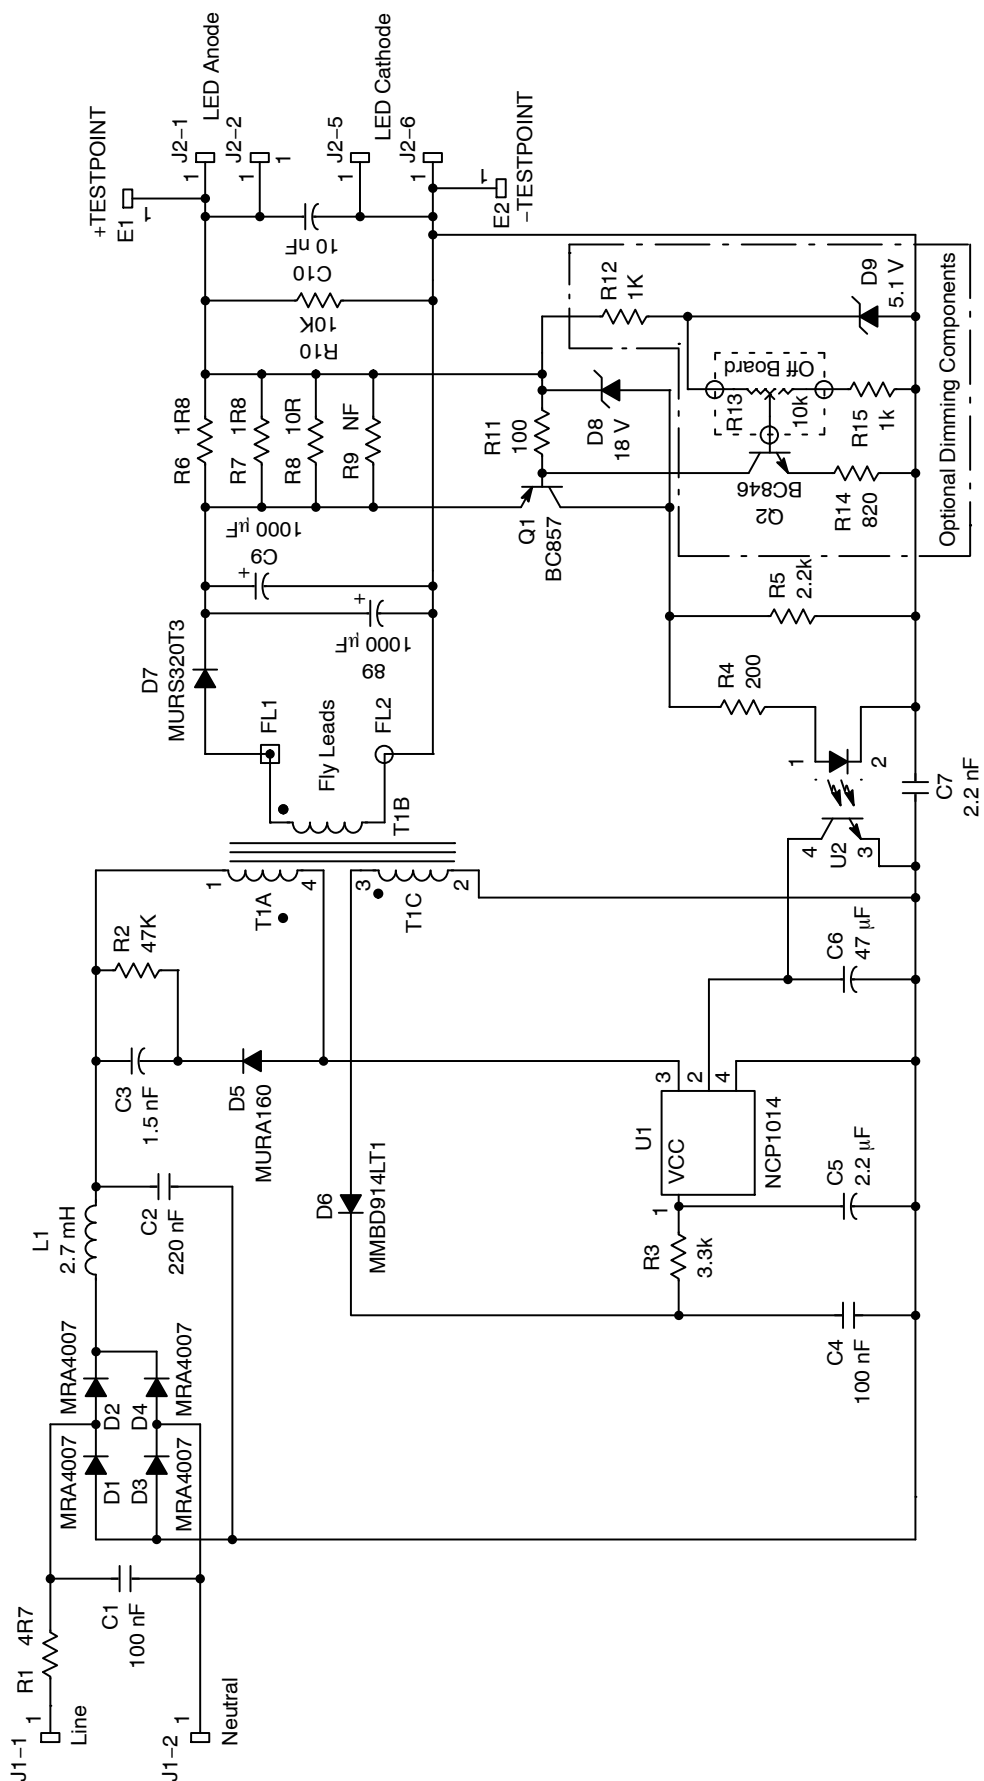 J1−1
1
Line
R1 4R7
J1−2
1
Neutral
C1
100 nF
MRA4007
D1
MRA4007
D2
D3
MRA4007
D4
MRA4007
L1
2.7 mH
C2
220 nF
C3
1.5 nF
R2
47K
D5
MURA160
D6
MMBD914LT1
1
T1A
4
3
T1C
2
T1B
FL1
Fly Leads
FL2
D7
MURS320T3
89
1000 µF
+
C9
1000 µF
+
R6 1R8
R7 1R8
R8 10R
R9 NF
R10
10K
C10
10 nF
+TESTPOINT
E1
1
J2−1
1
LED Anode
J2−2
1
J2−5
1
LED Cathode
J2−6
1
E2
1
−TESTPOINT
R3
3.3k
C4
100 nF
U1
VCC
NCP1014
1
3
2
4
C5
2.2 µF
C6
47 µF
U2
4
3
1
2
C7
2.2 nF
R4
200
R5
2.2k
Q1
BC857
R11
100
D8
18 V
R12
1K
D9
5.1 V
Off Board
R13
10k
R15
1k
Q2
BC846
R14
820
Optional Dimming Components